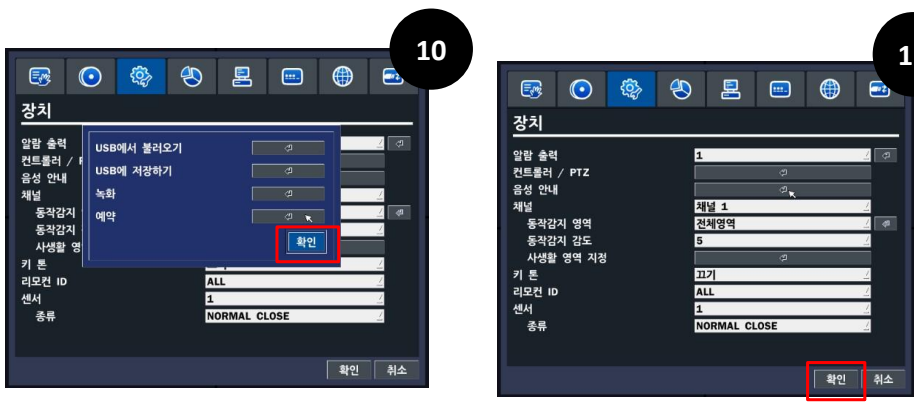 10
장치
알람 출력
컨트롤러 /
음성 안내
채널
동작감지
동작감지
사생활
키 톤
리모컨 ID
ALL
센서
1
종류
NORMAL CLOSE
USB에서 불러오기
USB에 저장하기
녹화
예약
확인
확인 취소
1
장치
알람 출력 1
컨트롤러 / PTZ
음성 안내
채널 채널 1
동작감지 영역 전체영역
동작감지 감도 5
사생활 영역 지정
키 톤 끄기
리모컨 ID ALL
센서 1
종류 NORMAL CLOSE
확인 취소